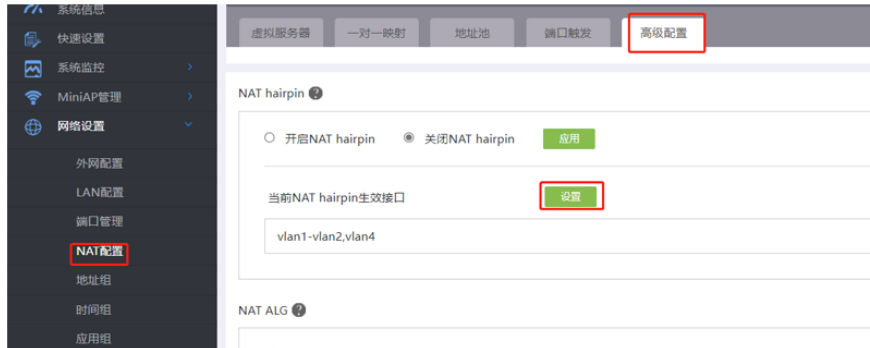 系统信息
快速设置
系统监控
MiniAP管理
网络设置
外网配置
LAN配置
端口管理
NAT配置
地址组
时间组
应用组
虚拟服务器 一对一映射 地址池 端口触发 高级配置
NAT hairpin ?
开启NAT hairpin 关闭NAT hairpin 应用
当前NAT hairpin生效接口 设置
vlan1-vlan2,vlan4
NAT ALG ?